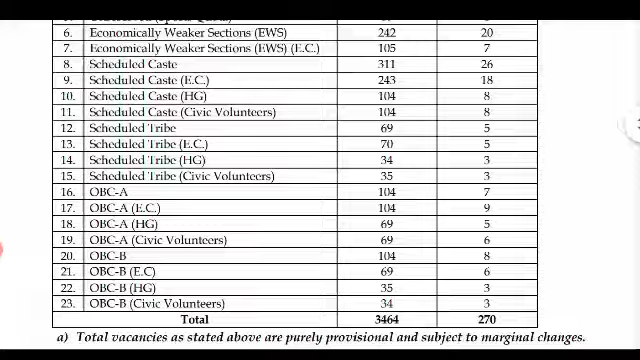 6. Economically Weaker Sections (EWS) 242 20
7. Economically Weaker Sections (EWS) (E.C.) 105 7
8. Scheduled Caste 311 26
9. Scheduled Caste (E.C.) 243 18
10. Scheduled Caste (HG) 104 8
11. Scheduled Caste (Civic Volunteers) 104 8
12. Scheduled Tribe 69 5
13. Scheduled Tribe (E.C.) 70 5
14. Scheduled Tribe (HG) 34 3
15. Scheduled Tribe (Civic Volunteers) 35 3
16. OBC-A 104 7
17. OBC-A (E.C.) 104 9
18. OBC-A (HG) 69 5
19. OBC-A (Civic Volunteers) 69 6
20. OBC-B 104 8
21. OBC-B (E.C) 69 6
22. OBC-B (HG) 35 3
23. OBC-B (Civic Volunteers) 34 3
Total 3464 270
a) Total vacancies as stated above are purely provisional and subject to marginal changes.